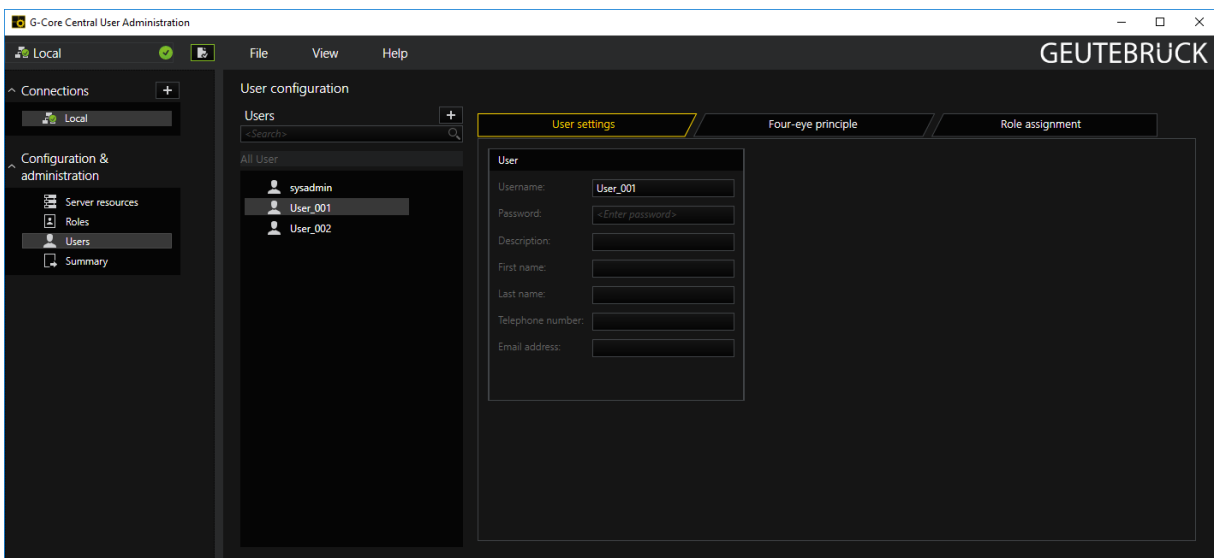 G-Core Central User Administration
Local
File View Help
GEUTEBRÜCK
Connections
Local
Configuration &
administration
Server resources
Roles
Users
Summary
User configuration
Users
<Search>
All User
sysadmin
User_001
User_002
User settings Four-eye principle Role assignment
User
Username: User_001
Password: <Enter password>
Description:
First name:
Last name:
Telephone number:
Email address: